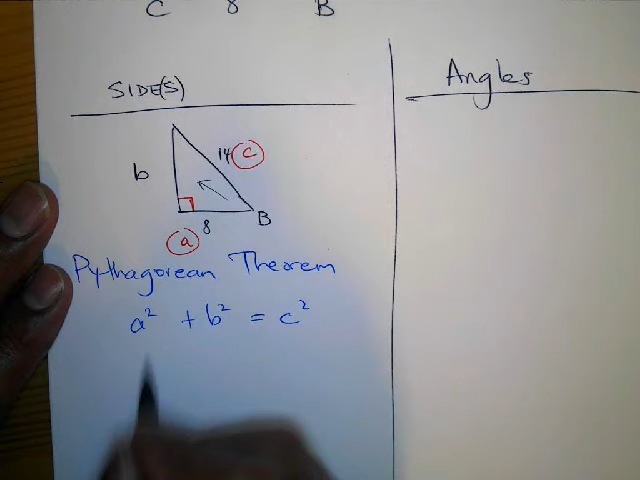 C 8 B
SIDE(S)
Angles
14 c
b
8 B
a
Pythagorean Theorem
a² + b² = c²